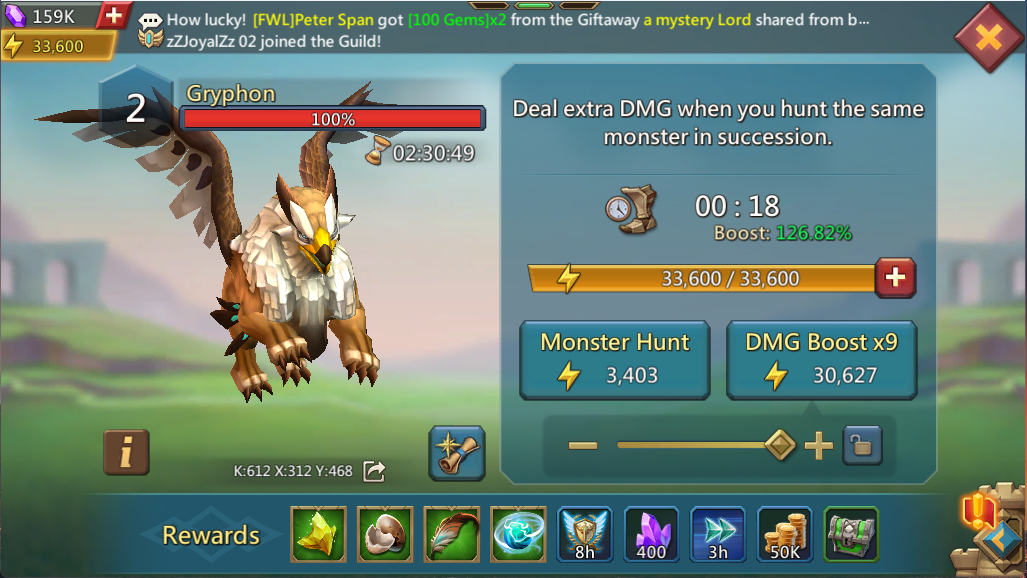 159K
33,600
How lucky! [FWL]Peter Span got [100 Gems]x2 from the Giftaway a mystery Lord shared from b...
zZJoyalZz 02 joined the Guild!
2
Gryphon
100%
02:30:49
Deal extra DMG when you hunt the same
monster in succession.
00 : 18
Boost: 126.82%
33,600 / 33,600
Monster Hunt
3,403
DMG Boost x9
30,627
i
K:612 X:312 Y:468
Rewards
8h
400
3h
50K